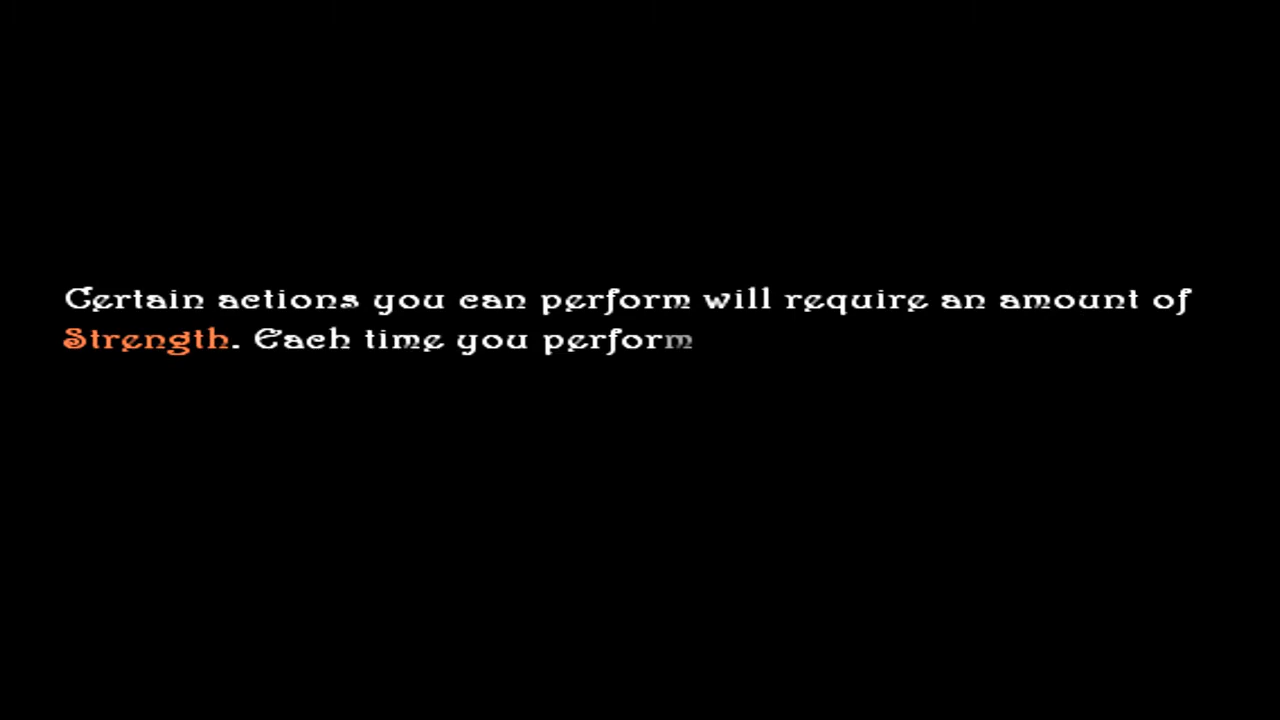 Certain actions you can perform will require an amount of
Strength. Each time you perform